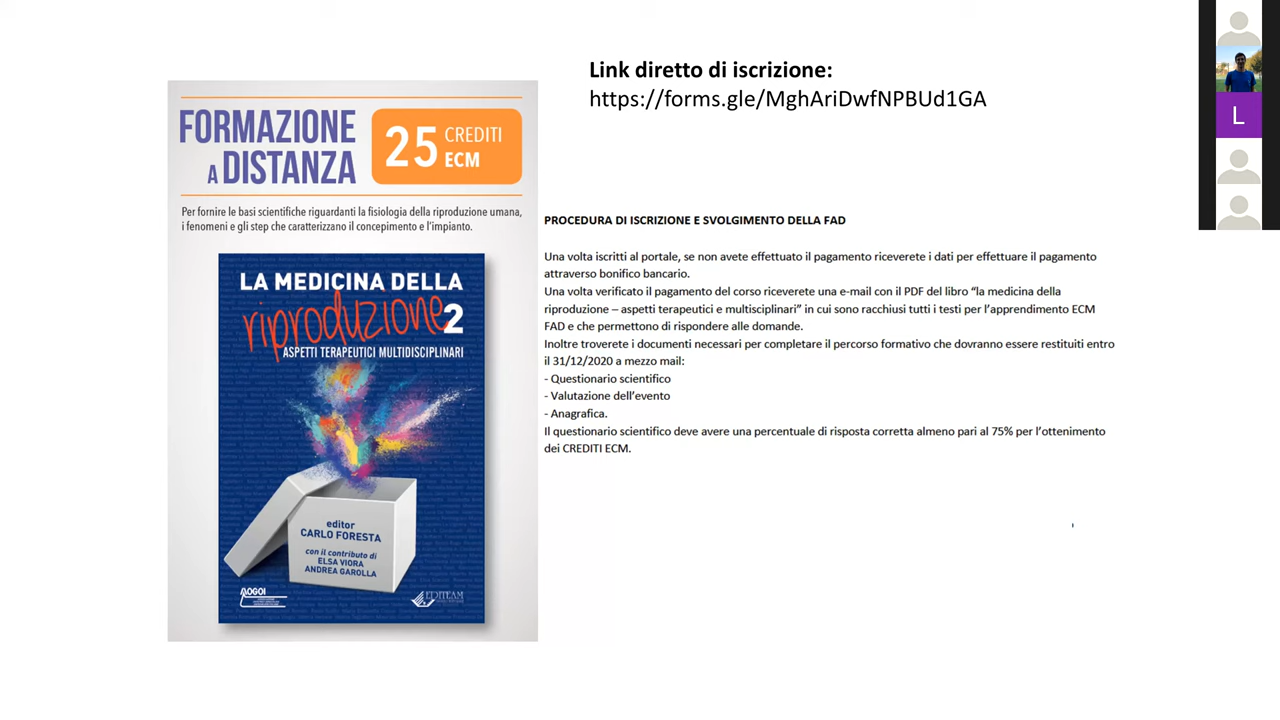 Link diretto di iscrizione:
https://forms.gle/MghAriDwfNPBUd1GA
FORMAZIONE
A DISTANZA
25 CREDITI
ECM
Per fornire le basi scientifiche riguardanti la fisiologia della riproduzione umana,
i fenomeni e gli step che caratterizzano il concepimento e l'impianto.
LA MEDICINA DELLA
riproduzione 2
ASPETTI TERAPEUTICI MULTIDISCIPLINARI
editor
CARLO FORESTA
con il contributo di
ELSA VIORA
ANDREA GAROLLA
AOGOI
EDITEAM
PROCEDURA DI ISCRIZIONE E SVOLGIMENTO DELLA FAD
Una volta iscritti al portale, se non avete effettuato il pagamento riceverete i dati per effettuare il pagamento
attraverso bonifico bancario.
Una volta verificato il pagamento del corso riceverete una e-mail con il PDF del libro “la medicina della
riproduzione – aspetti terapeutici e multisciplinari” in cui sono racchiusi tutti i testi per l’apprendimento ECM
FAD e che permettono di rispondere alle domande.
Inoltre troverete i documenti necessari per completare il percorso formativo che dovranno essere restituiti entro
il 31/12/2020 a mezzo mail:
- Questionario scientifico
- Valutazione dell’evento
- Anagrafica.
Il questionario scientifico deve avere una percentuale di risposta corretta almeno pari al 75% per l’ottenimento
dei CREDITI ECM.
L